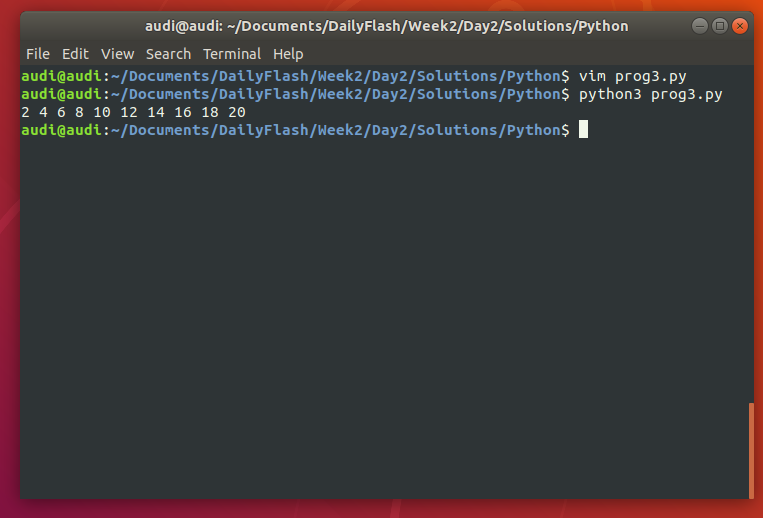 audi@audi: ~/Documents/DailyFlash/Week2/Day2/Solutions/Python
File Edit View Search Terminal Help
audi@audi:~/Documents/DailyFlash/Week2/Day2/Solutions/Python$ vim prog3.py
audi@audi:~/Documents/DailyFlash/Week2/Day2/Solutions/Python$ python3 prog3.py
2 4 6 8 10 12 14 16 18 20
audi@audi:~/Documents/DailyFlash/Week2/Day2/Solutions/Python$